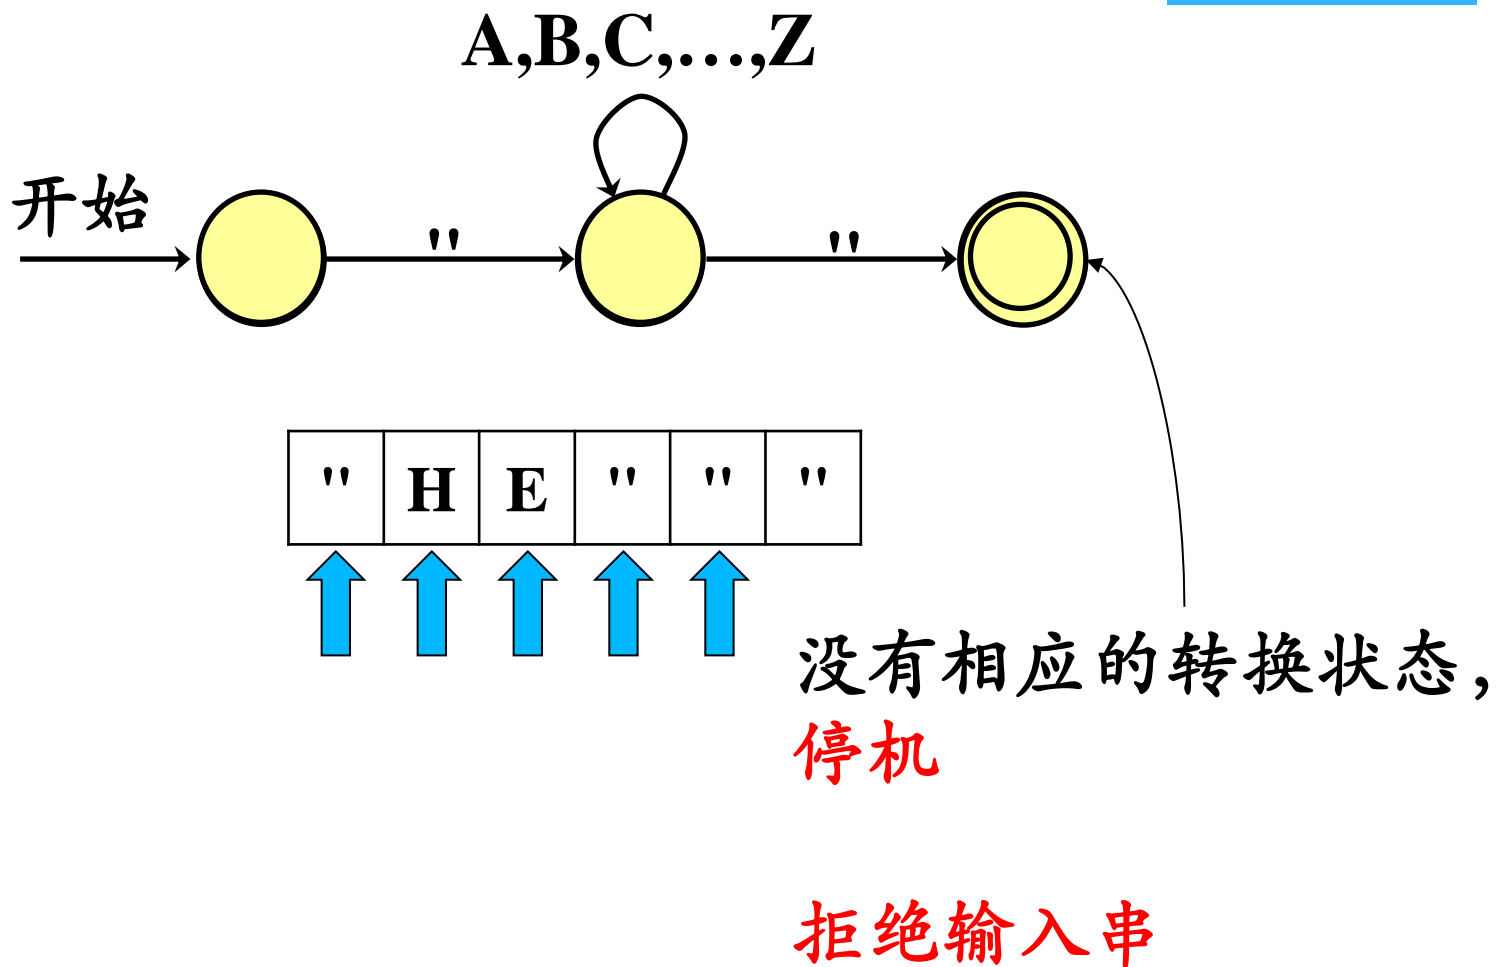 A,B,C,…,Z
开始
" "
" H E " " "
没有相应的转换状态，
停机
拒绝输入串